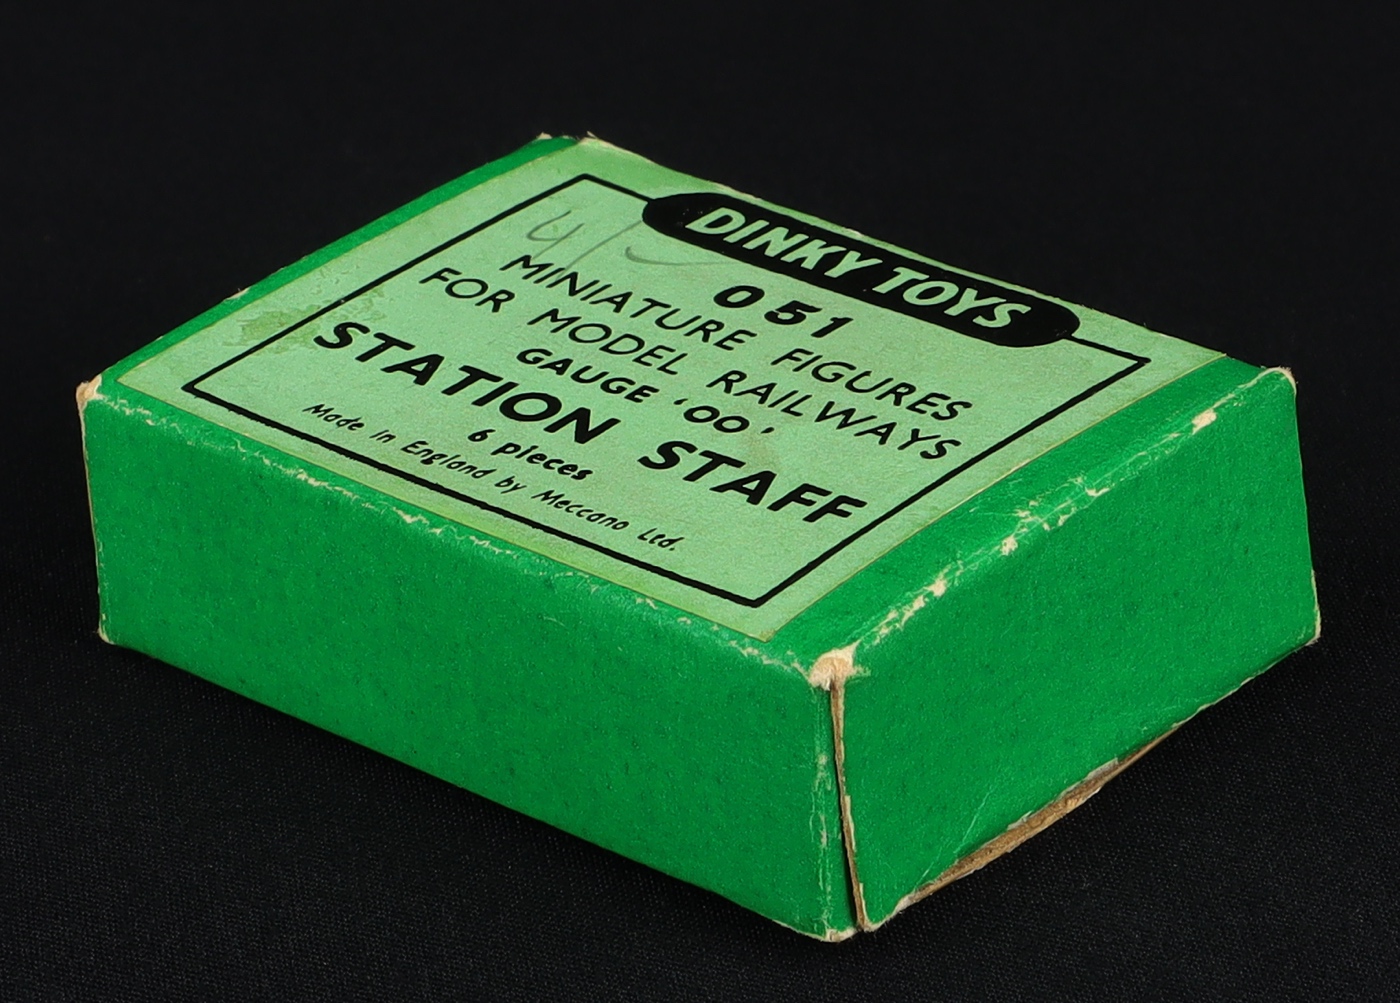 DINKY TOYS
051
MINIATURE FIGURES
FOR MODEL RAILWAYS
GAUGE ‘OO’
STATION STAFF
6 pieces
Made in England by Meccano Ltd.